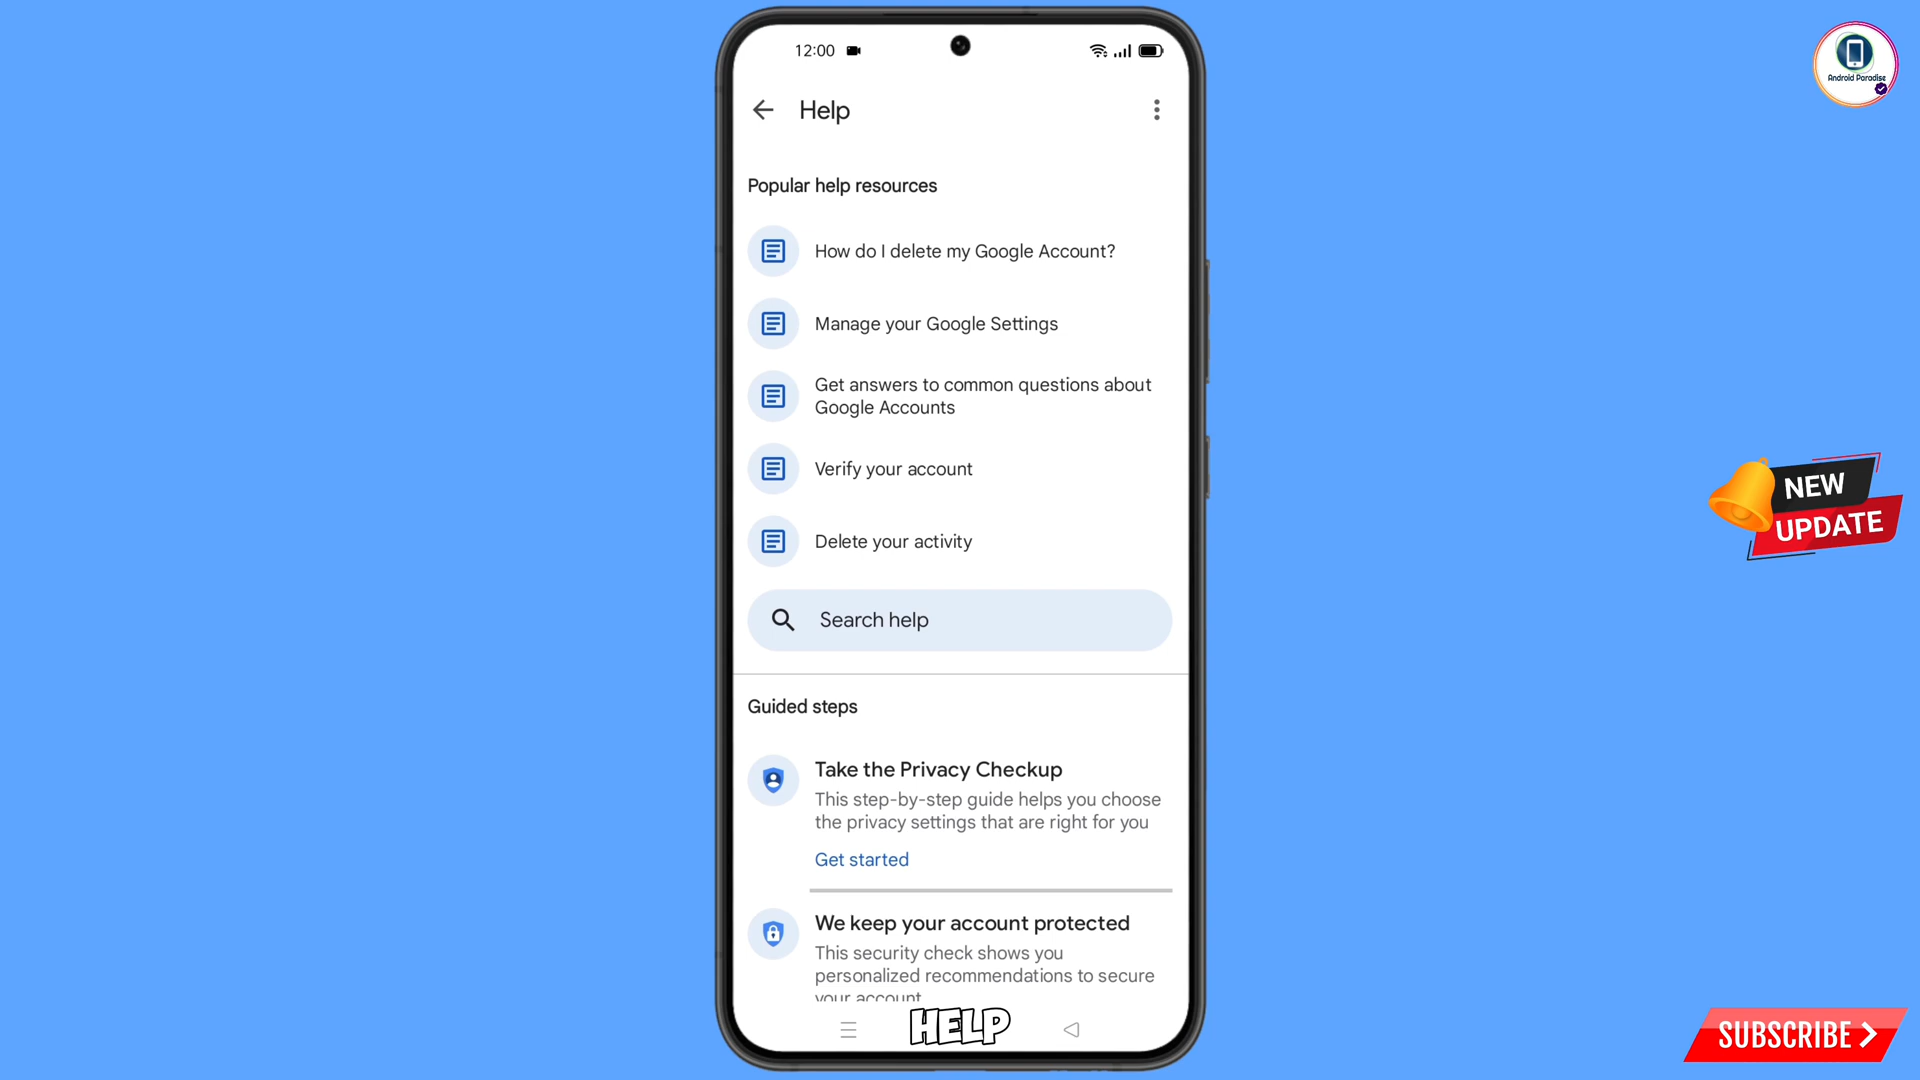 12:00
Android Paradise
Help
Popular help resources
How do I delete my Google Account?
Manage your Google Settings
Get answers to common questions about
Google Accounts
Verify your account
NEW
UPDATE
Delete your activity
Search help
Guided steps
Take the Privacy Checkup
This step-by-step guide helps you choose
the privacy settings that are right for you
Get started
We keep your account protected
This security check shows you
personalized recommendations to secure
your account
HELP
SUBSCRIBE